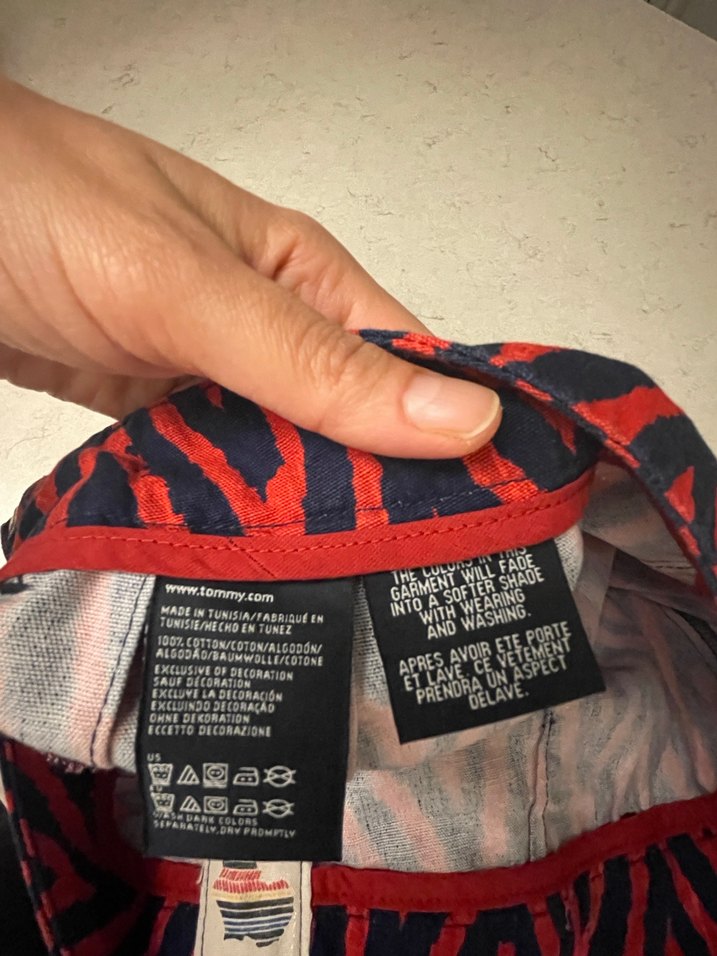 www.tommy.com
MADE IN TUNISIA/FABRIQUÉ EN
TUNISIE/HECHO EN TUNEZ
100% COTTON/COTON/ALGODÓN/
ALGODÃO/BAUMWOLLE/COTONE
EXCLUSIVE OF DECORATION
SAUF DÉCORATION
EXCLUVE LA DECORACIÓN
EXCLUINDO DECORAÇÃO
OHNE DEKORATION
ECCETTO DECORAZIONE
US
EU
WASH DARK COLORS
SEPARATELY, DRY PROMPTLY
THE COLORS IN THIS
GARMENT WILL FADE
INTO A SOFTER SHADE
WITH WEARING
AND WASHING.
APRES AVOIR ETE PORTE
ET LAVE, CE VETEMENT
PRENDRA UN ASPECT
DELAVE.